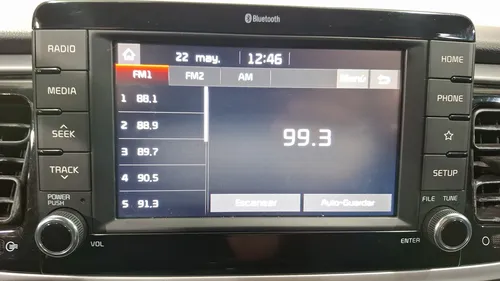 Bluetooth
RADIO
MEDIA
SEEK
TRACK
POWER
PUSH
VOL
22 may. 12:46
FM1 FM2 AM Menú
1 88.1
2 88.9
3 89.7
4 90.5
5 91.3
99.3
Escanear Auto-Guardar
HOME
PHONE
SETUP
FILE TUNE
ENTER